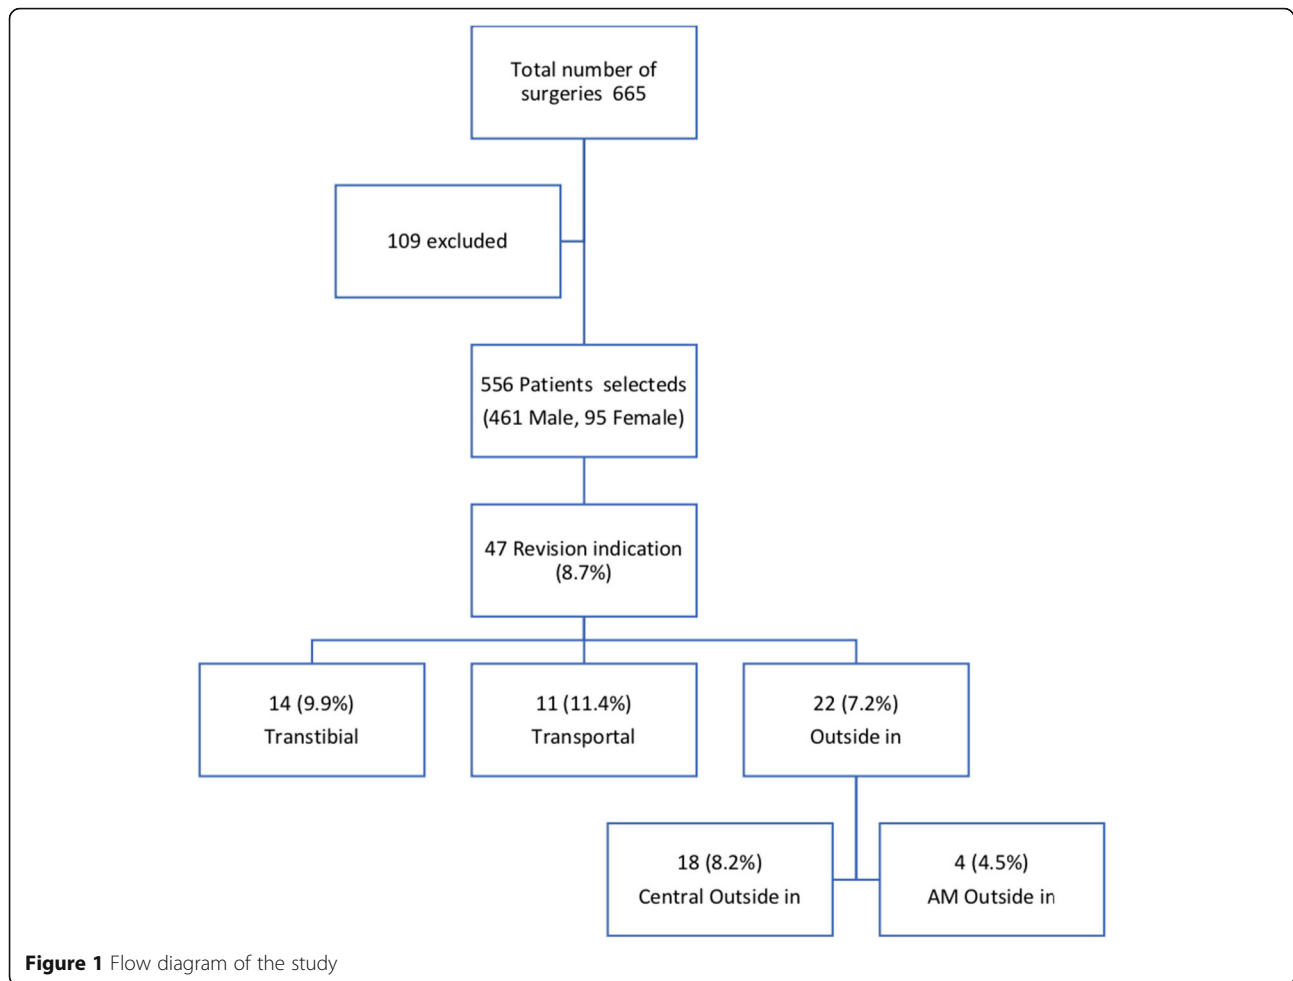 Total number of
surgeries 665
109 excluded
556 Patients selecteds
(461 Male, 95 Female)
47 Revision indication
(8.7%)
14 (9.9%)
Transtibial
11 (11.4%)
Transportal
22 (7.2%)
Outside in
18 (8.2%)
Central Outside in
4 (4.5%)
AM Outside in
Figure 1 Flow diagram of the study